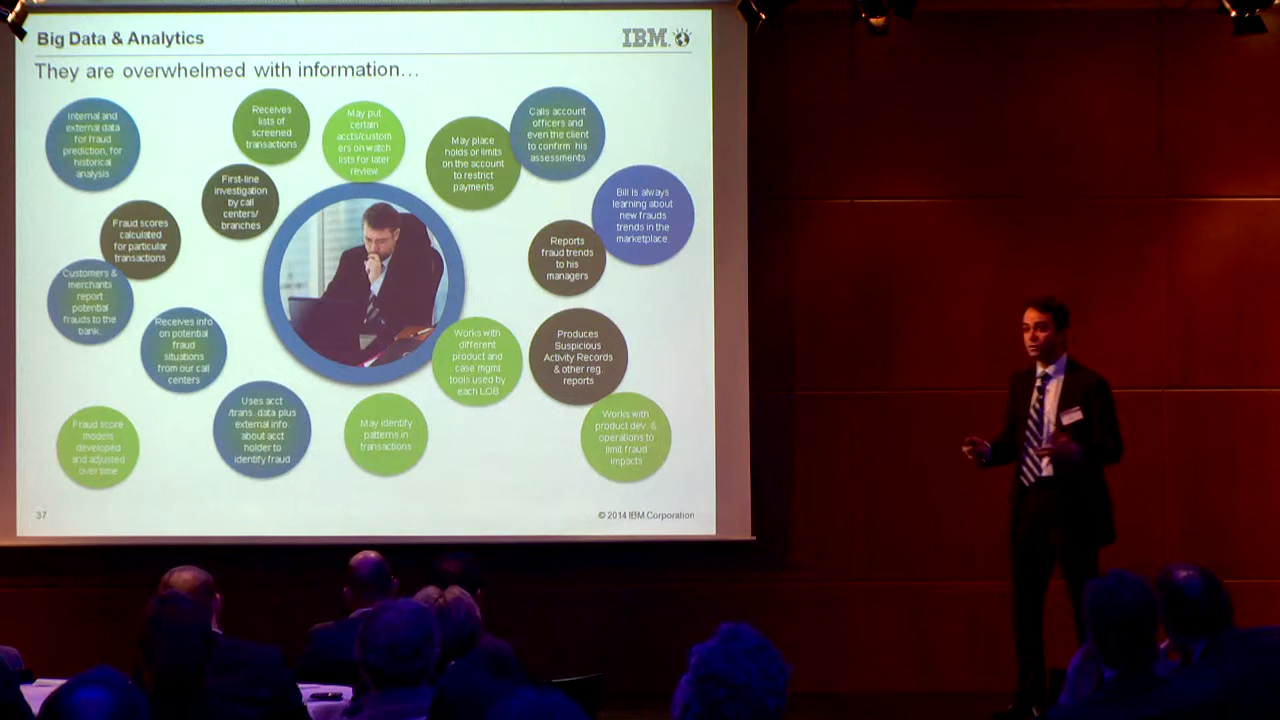 Big Data & Analytics
IBM
They are overwhelmed with information...
Internal and
external data
for fraud
prediction, for
historical
analysis
Receives
lists of
screened
transactions
May put
certain
accts/custom
ers on watch
lists for later
review
May place
holds or limits
on the account
to restrict
payments
Calls account
officers and
even the client
to confirm his
assessments
First-line
investigation
by call
centers/
branches
Bill is always
learning about
new frauds
trends in the
marketplace.
Fraud scores
calculated
for particular
transactions
Reports
fraud trends
to his
managers
Customers &
merchants
report
potential
frauds to the
bank.
Receives info
on potential
fraud
situations
from our call
centers
Works with
different
product and
case mgmt
tools used by
each LOB
Produces
Suspicious
Activity Records
& other reg.
reports
Fraud score
models
developed
and adjusted
over time
Uses acct
/trans. data plus
external info.
about acct
holder to
identify fraud
May identify
patterns in
transactions
Works with
product dev. &
operations to
limit fraud
impacts
37
© 2014 IBM Corporation